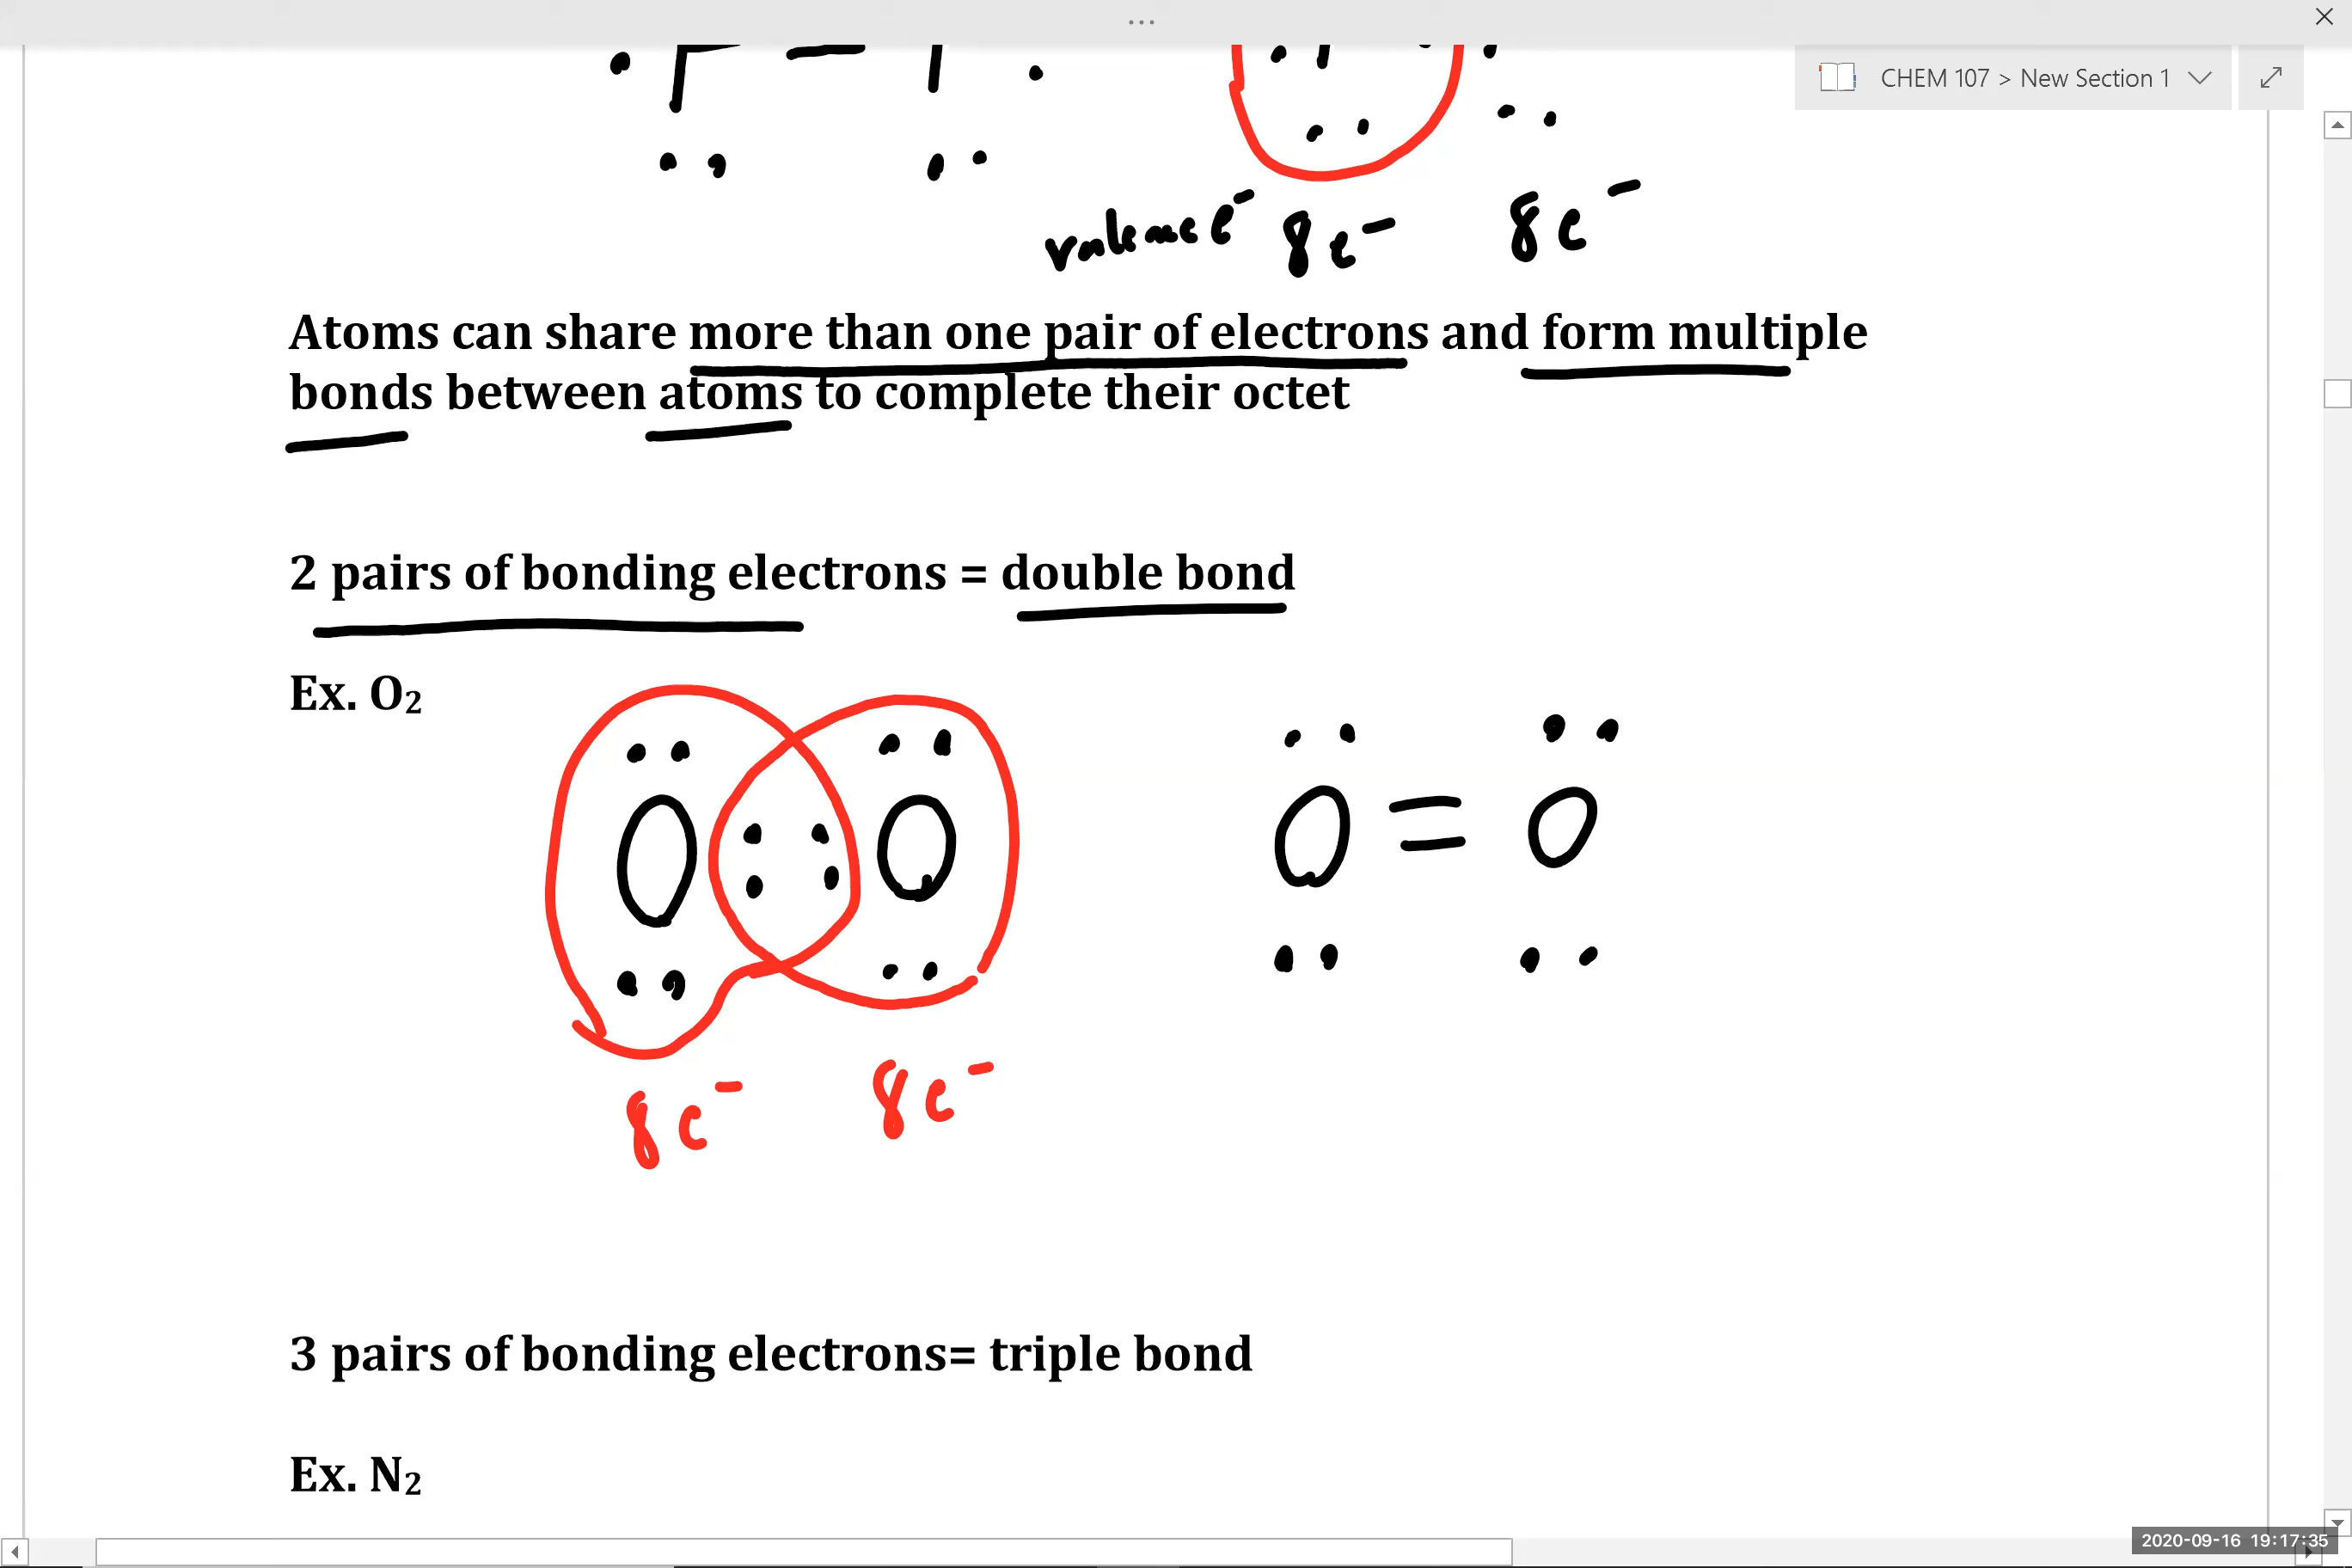 CHEM 107 > New Section 1
valence e⁻ 8e⁻ 8e⁻
Atoms can share more than one pair of electrons and form multiple
bonds between atoms to complete their octet
2 pairs of bonding electrons = double bond
Ex. O₂
O O O = O
8e⁻ 8e⁻
3 pairs of bonding electrons= triple bond
Ex. N₂
2020-09-16 19:17:35